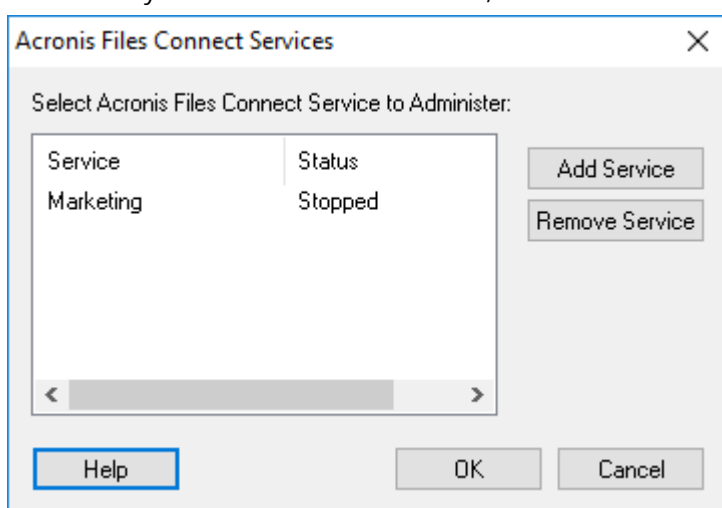 Acronis Files Connect Services
Select Acronis Files Connect Service to Administer:
Service Status
Marketing Stopped
Add Service
Remove Service
Help OK Cancel